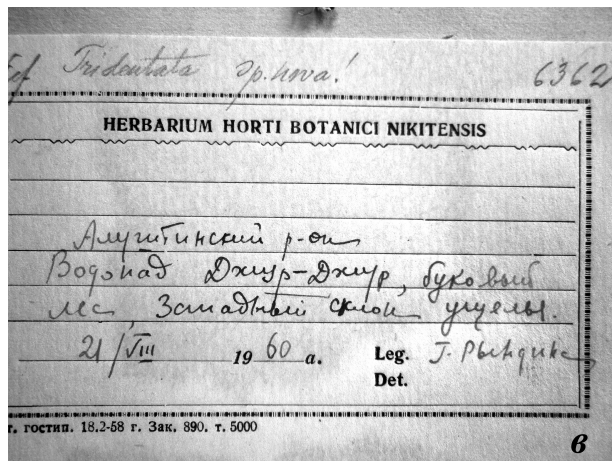 Tridentata sp. nova! 6362
HERBARIUM HORTI BOTANICI NIKITENSIS
Алуштинский р-он
Водопад Джур-Джур, буковый
лес, Западный склон ущелья.
21/VIII 1960 a. Leg. Г. Рындина
Det.
г. гостип. 18.2-58 г. Зак. 890. т. 5000
в